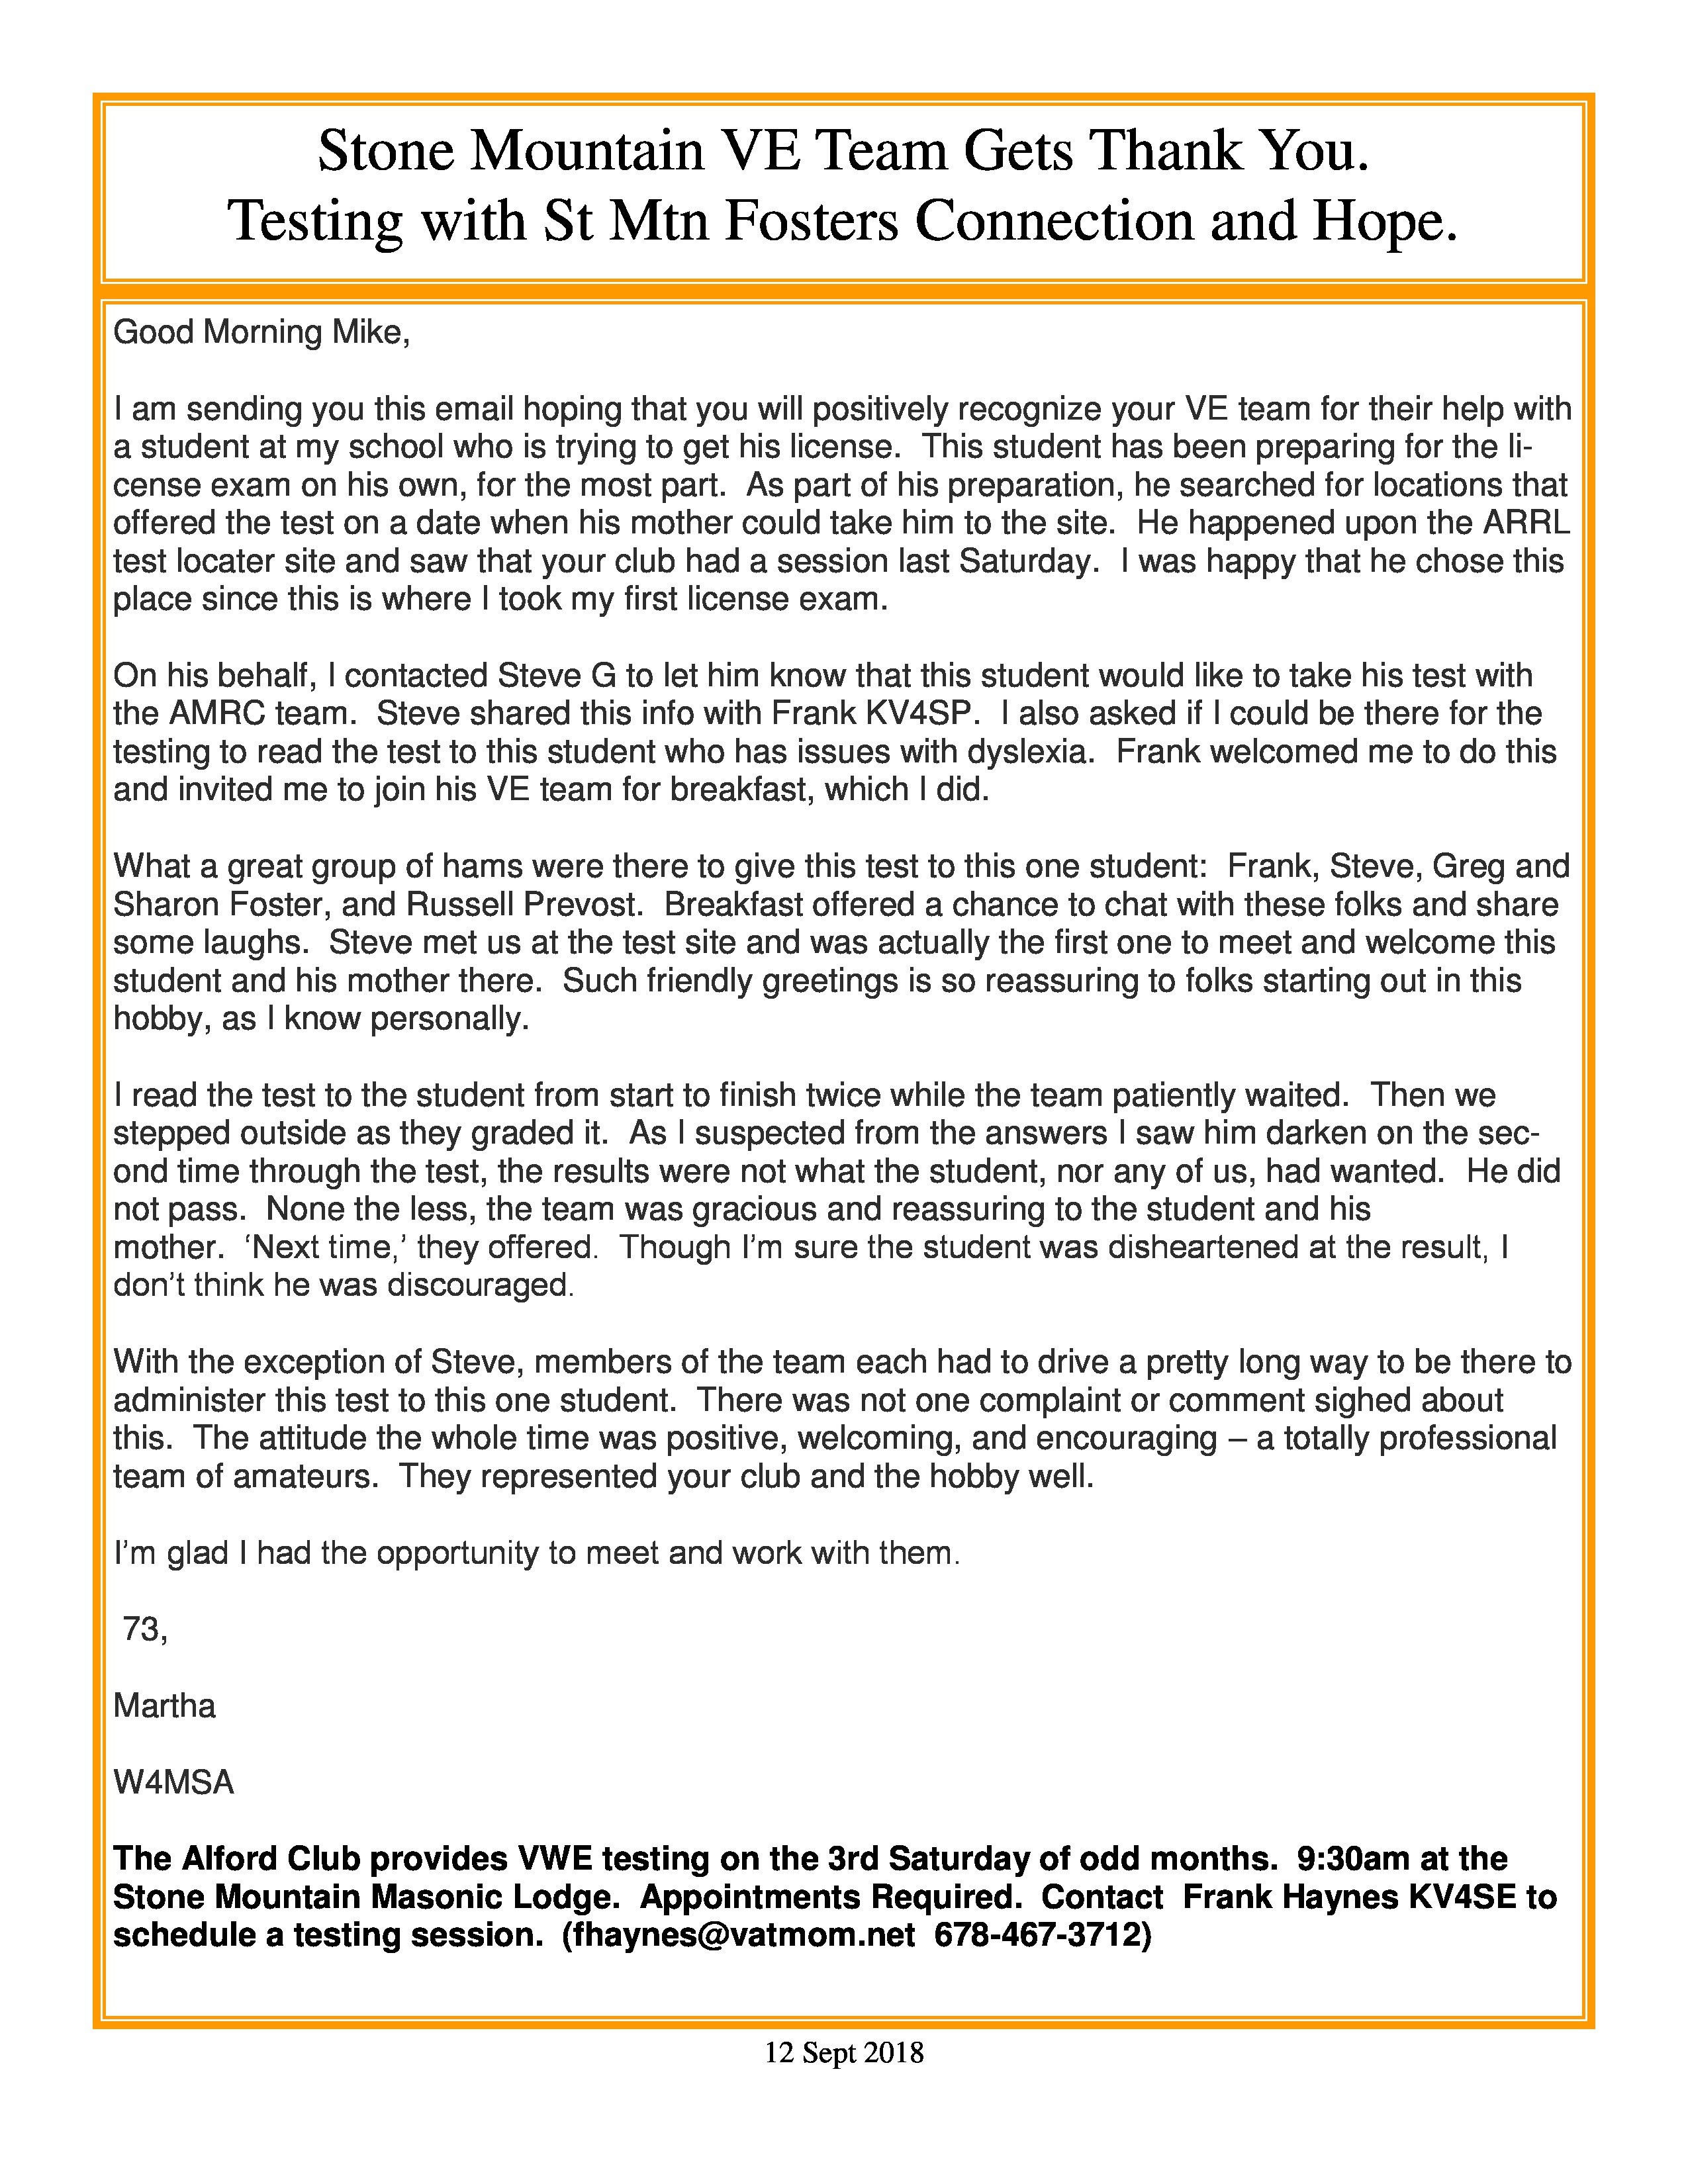 Stone Mountain VE Team Gets Thank You.
Testing with St Mtn Fosters Connection and Hope.
Good Morning Mike,
I am sending you this email hoping that you will positively recognize your VE team for their help with
a student at my school who is trying to get his license.  This student has been preparing for the li-
cense exam on his own, for the most part.  As part of his preparation, he searched for locations that
offered the test on a date when his mother could take him to the site.  He happened upon the ARRL
test locater site and saw that your club had a session last Saturday.  I was happy that he chose this
place since this is where I took my first license exam.
On his behalf, I contacted Steve G to let him know that this student would like to take his test with
the AMRC team.  Steve shared this info with Frank KV4SP.  I also asked if I could be there for the
testing to read the test to this student who has issues with dyslexia.  Frank welcomed me to do this
and invited me to join his VE team for breakfast, which I did.
What a great group of hams were there to give this test to this one student:  Frank, Steve, Greg and
Sharon Foster, and Russell Prevost.  Breakfast offered a chance to chat with these folks and share
some laughs.  Steve met us at the test site and was actually the first one to meet and welcome this
student and his mother there.  Such friendly greetings is so reassuring to folks starting out in this
hobby, as I know personally.
I read the test to the student from start to finish twice while the team patiently waited.  Then we
stepped outside as they graded it.  As I suspected from the answers I saw him darken on the sec-
ond time through the test, the results were not what the student, nor any of us, had wanted.  He did
not pass.  None the less, the team was gracious and reassuring to the student and his
mother.  ‘Next time,’ they offered.  Though I’m sure the student was disheartened at the result, I
don’t think he was discouraged.
With the exception of Steve, members of the team each had to drive a pretty long way to be there to
administer this test to this one student.  There was not one complaint or comment sighed about
this.  The attitude the whole time was positive, welcoming, and encouraging – a totally professional
team of amateurs.  They represented your club and the hobby well.
I’m glad I had the opportunity to meet and work with them.
73,
Martha
W4MSA
The Alford Club provides VWE testing on the 3rd Saturday of odd months.  9:30am at the
Stone Mountain Masonic Lodge.  Appointments Required.  Contact  Frank Haynes KV4SE to
schedule a testing session.  (fhaynes@vatmom.net  678-467-3712)
12 Sept 2018